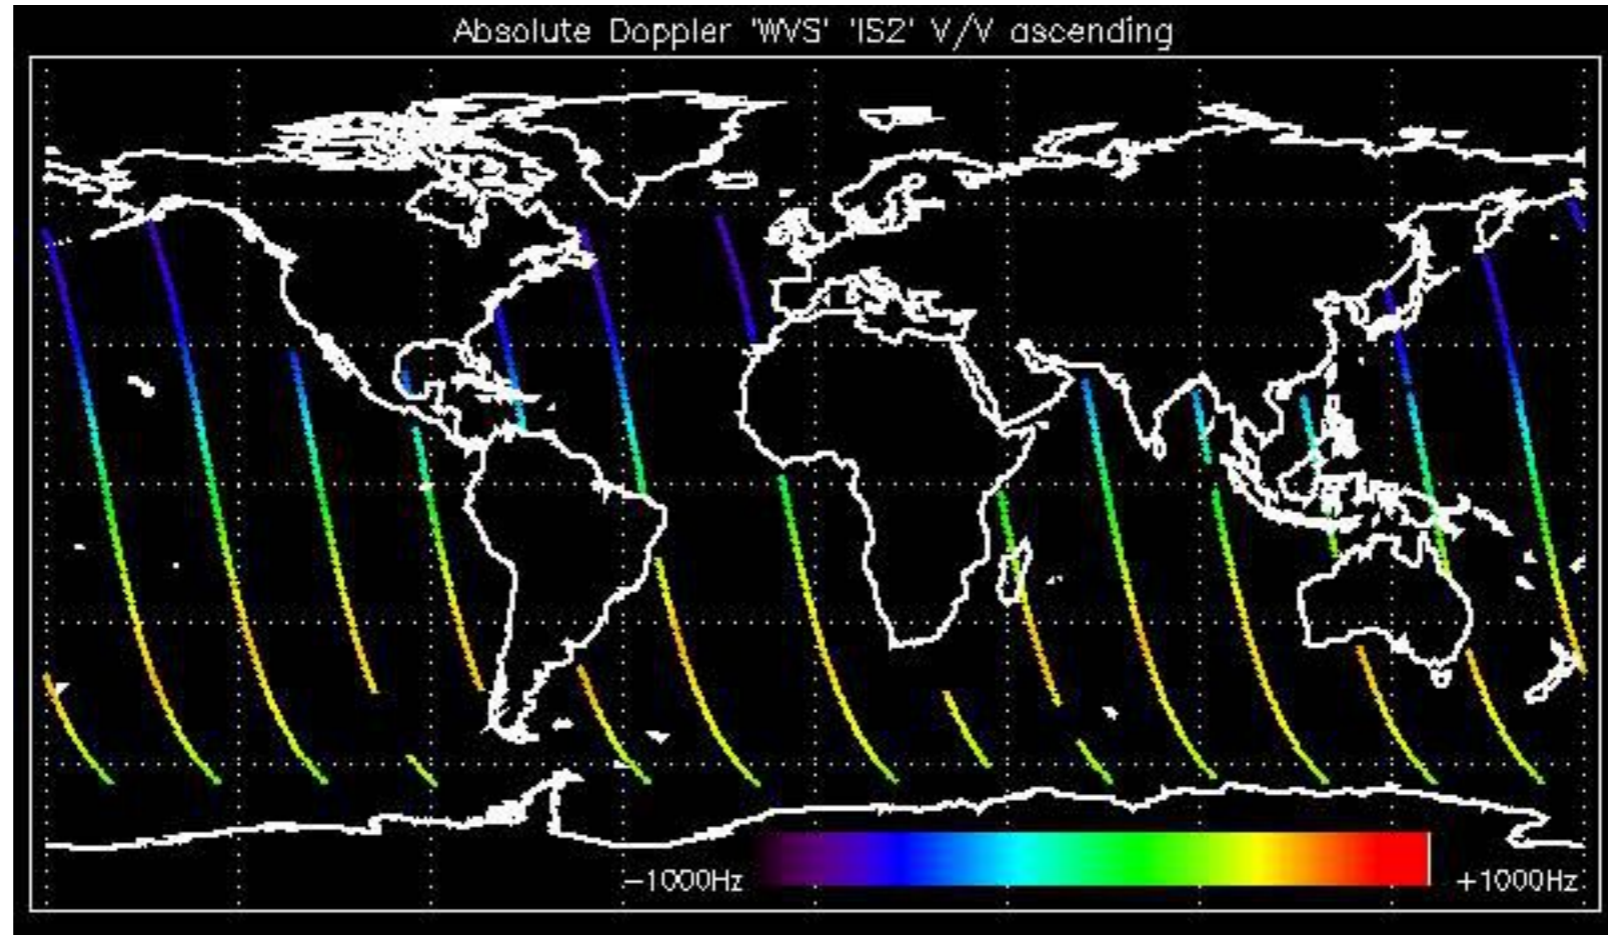 Absolute Doppler 'WVS' 'IS2' V/V ascending
−1000Hz +1000Hz